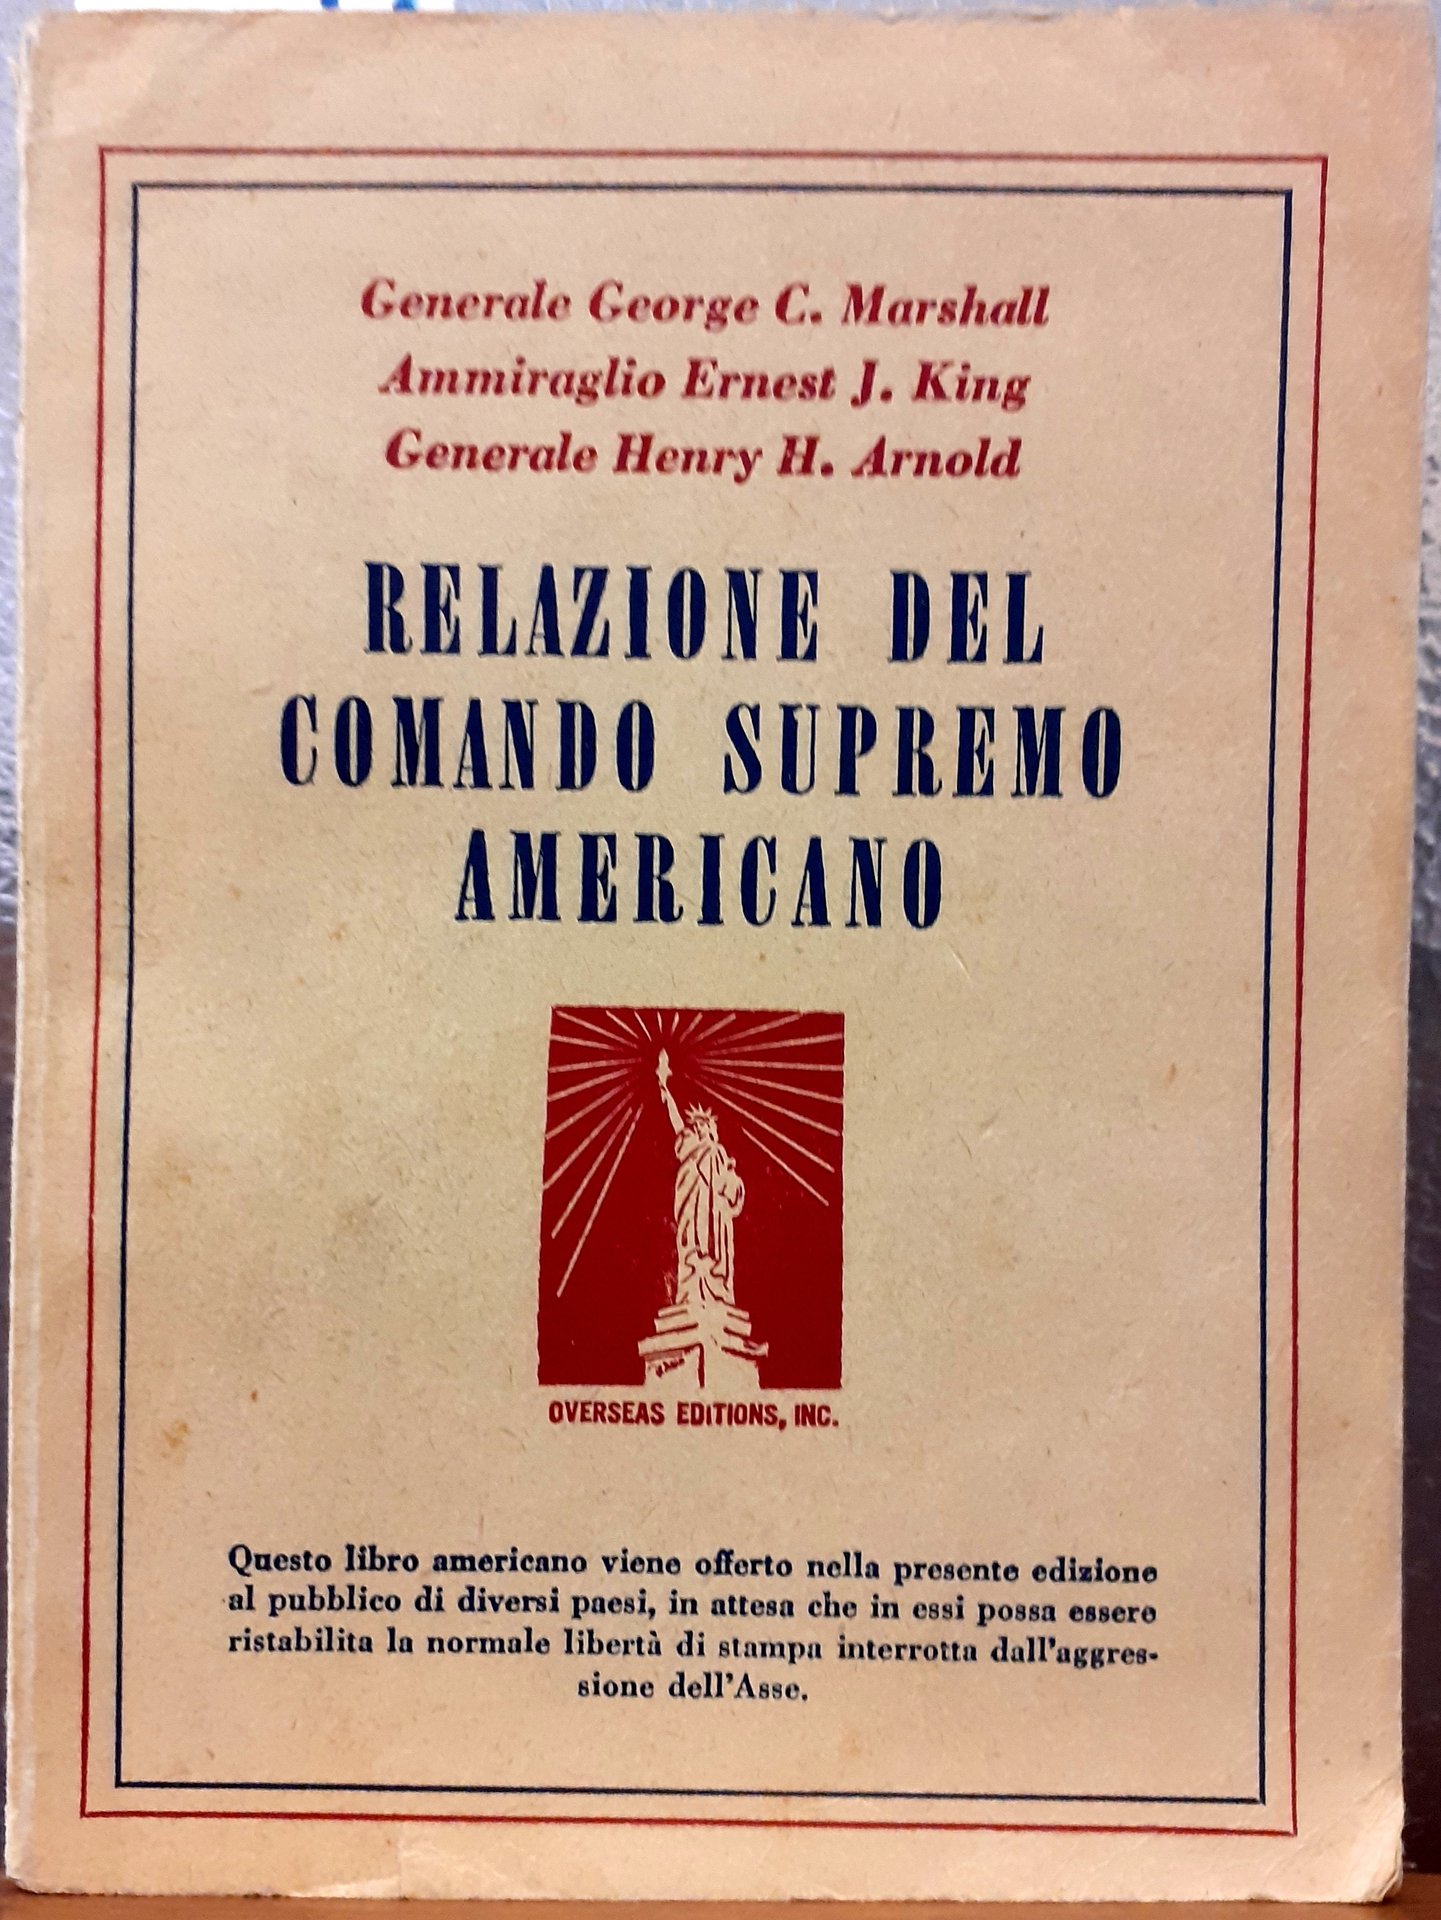 Generale George C. Marshall
Ammiraglio Ernest J. King
Generale Henry H. Arnold
RELAZIONE DEL
COMANDO SUPREMO
AMERICANO
OVERSEAS EDITIONS, INC.
Questo libro americano viene offerto nella presente edizione
al pubblico di diversi paesi, in attesa che in essi possa essere
ristabilita la normale libertà di stampa interrotta dall'aggres-
sione dell'Asse.